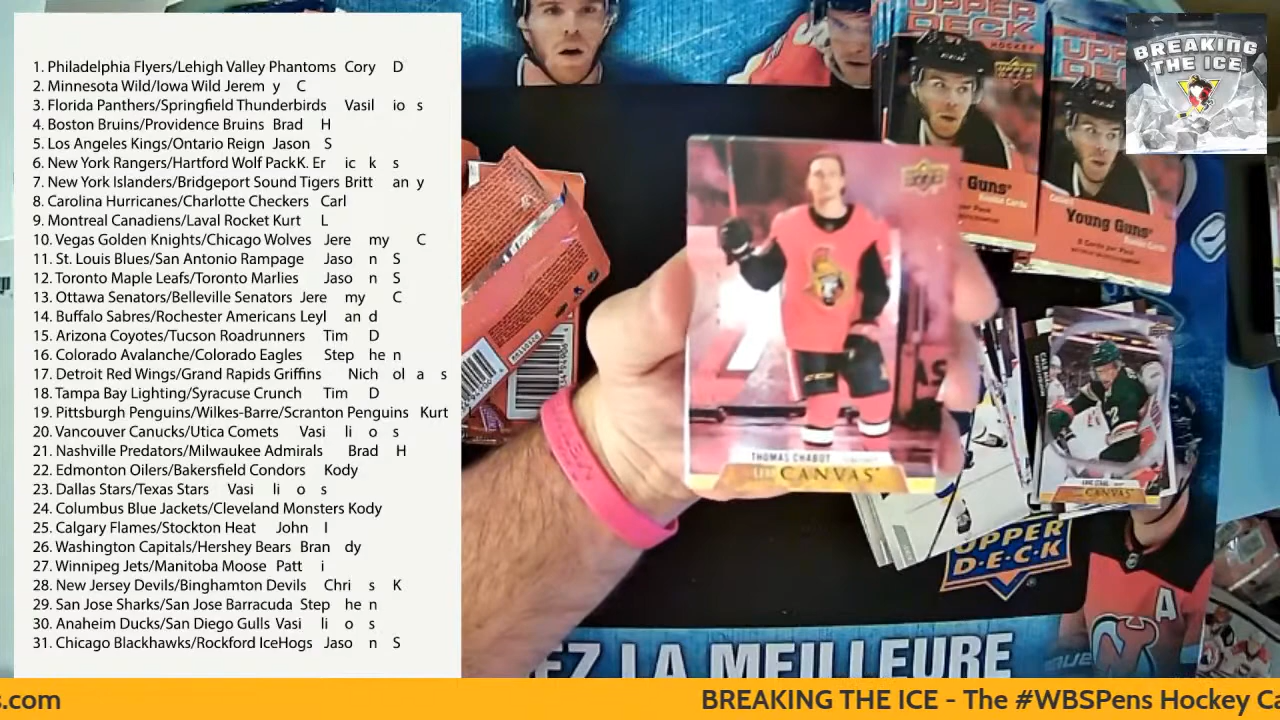 1. Philadelphia Flyers/Lehigh Valley Phantoms Cory D
2. Minnesota Wild/Iowa Wild Jerem y C
3. Florida Panthers/Springfield Thunderbirds Vasil io s
4. Boston Bruins/Providence Bruins Brad H
5. Los Angeles Kings/Ontario Reign Jason S
6. New York Rangers/Hartford Wolf PackK. Er ic k s
7. New York Islanders/Bridgeport Sound Tigers Britt an y
8. Carolina Hurricanes/Charlotte Checkers Carl
9. Montreal Canadiens/Laval Rocket Kurt L
10. Vegas Golden Knights/Chicago Wolves Jere my C
11. St. Louis Blues/San Antonio Rampage Jaso n S
12. Toronto Maple Leafs/Toronto Marlies Jaso n S
13. Ottawa Senators/Belleville Senators Jere my C
14. Buffalo Sabres/Rochester Americans Leyl an d
15. Arizona Coyotes/Tucson Roadrunners Tim D
16. Colorado Avalanche/Colorado Eagles Step he n
17. Detroit Red Wings/Grand Rapids Griffins Nich ol a s
18. Tampa Bay Lighting/Syracuse Crunch Tim D
19. Pittsburgh Penguins/Wilkes-Barre/Scranton Penguins Kurt L
20. Vancouver Canucks/Utica Comets Vasi li o s
21. Nashville Predators/Milwaukee Admirals Brad H
22. Edmonton Oilers/Bakersfield Condors Kody
23. Dallas Stars/Texas Stars Vasi li o s
24. Columbus Blue Jackets/Cleveland Monsters Kody
25. Calgary Flames/Stockton Heat John I
26. Washington Capitals/Hershey Bears Bran dy
27. Winnipeg Jets/Manitoba Moose Patt i
28. New Jersey Devils/Binghamton Devils Chri s K
29. San Jose Sharks/San Jose Barracuda Step he n
30. Anaheim Ducks/San Diego Gulls Vasi li o s
31. Chicago Blackhawks/Rockford IceHogs Jaso n S
UPPER
DECK
HOCKEY
Guns
UPPER
Young Guns
BREAKING
THE ICE
THOMAS CHABOT
CANVAS
CANVAS
UPPER
D·E·C·K
A
EZ LA MEILLEURE
s.com
BREAKING THE ICE - The #WBSPens Hockey Ca